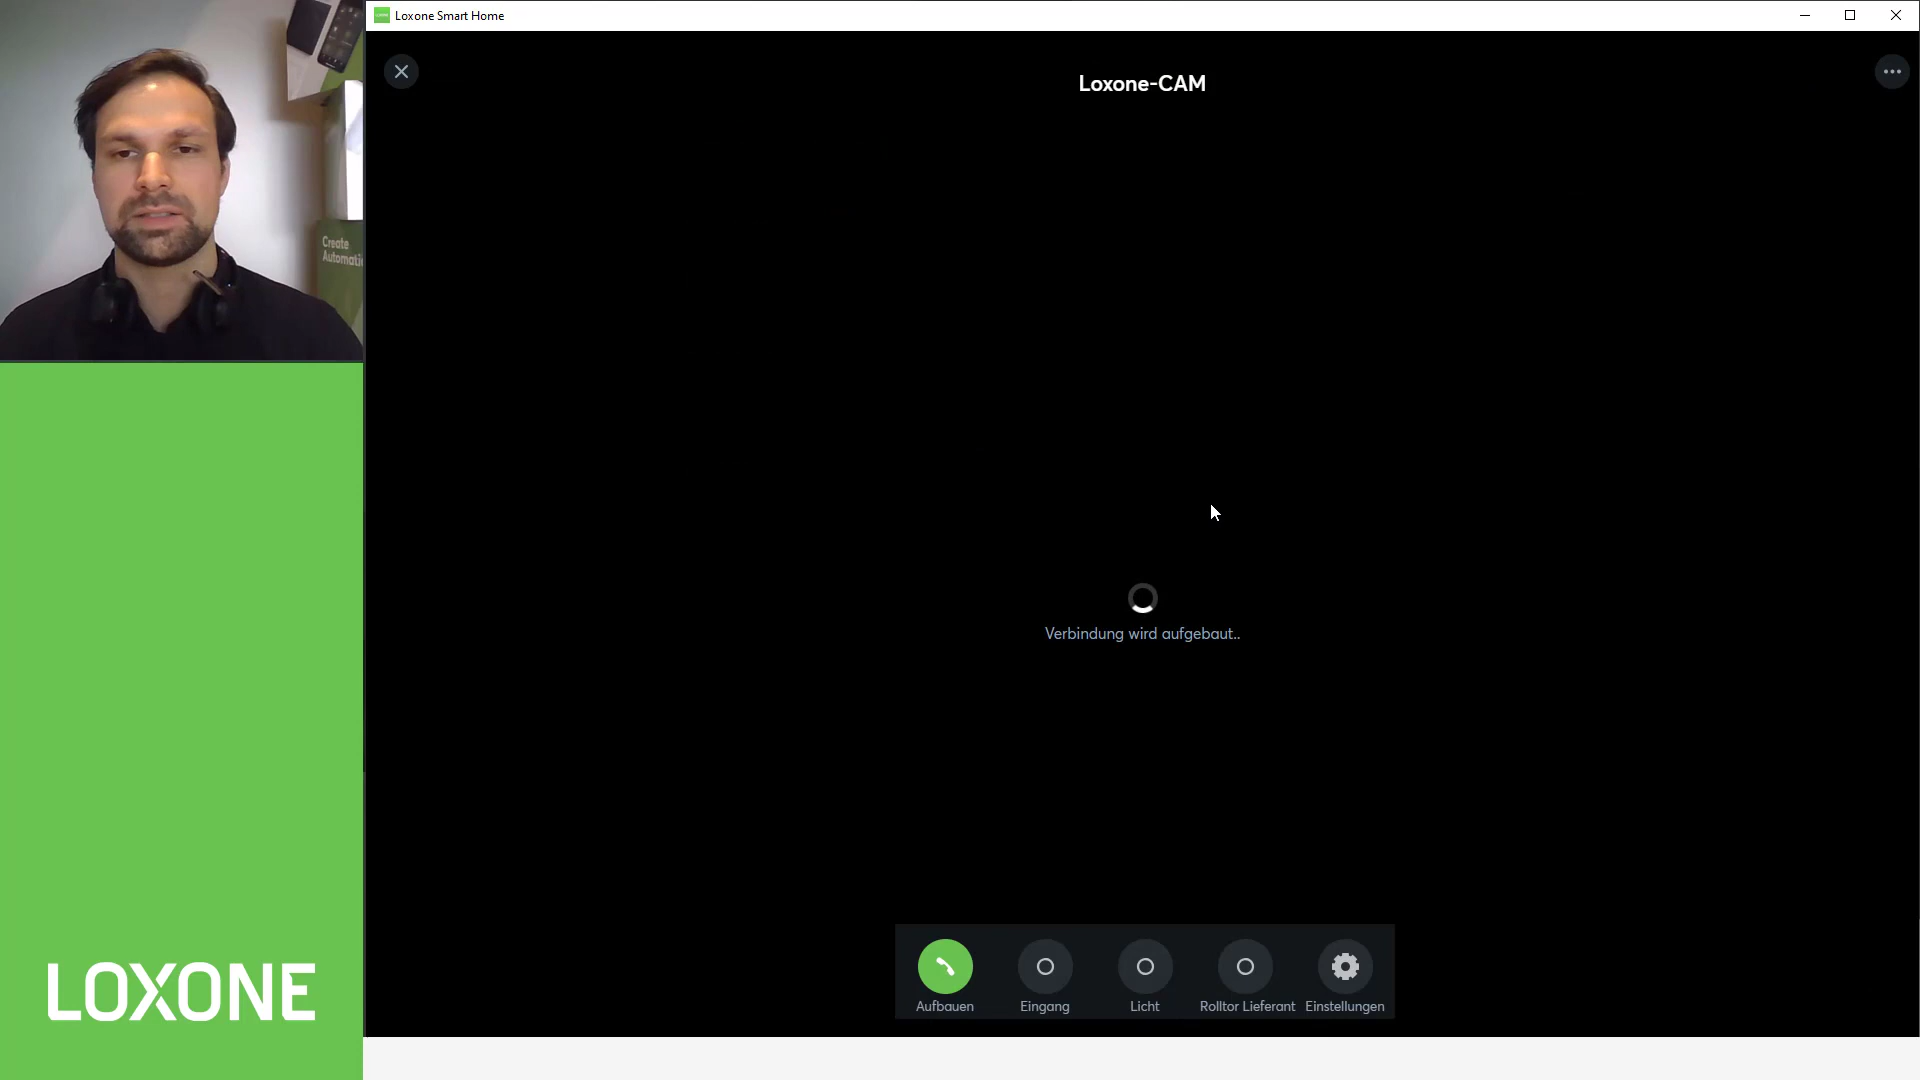 Loxone Smart Home
Loxone-CAM
Create
Automati
Verbindung wird aufgebaut..
Aufbauen
Eingang
Licht
Rolltor Lieferant
Einstellungen
LOXONE